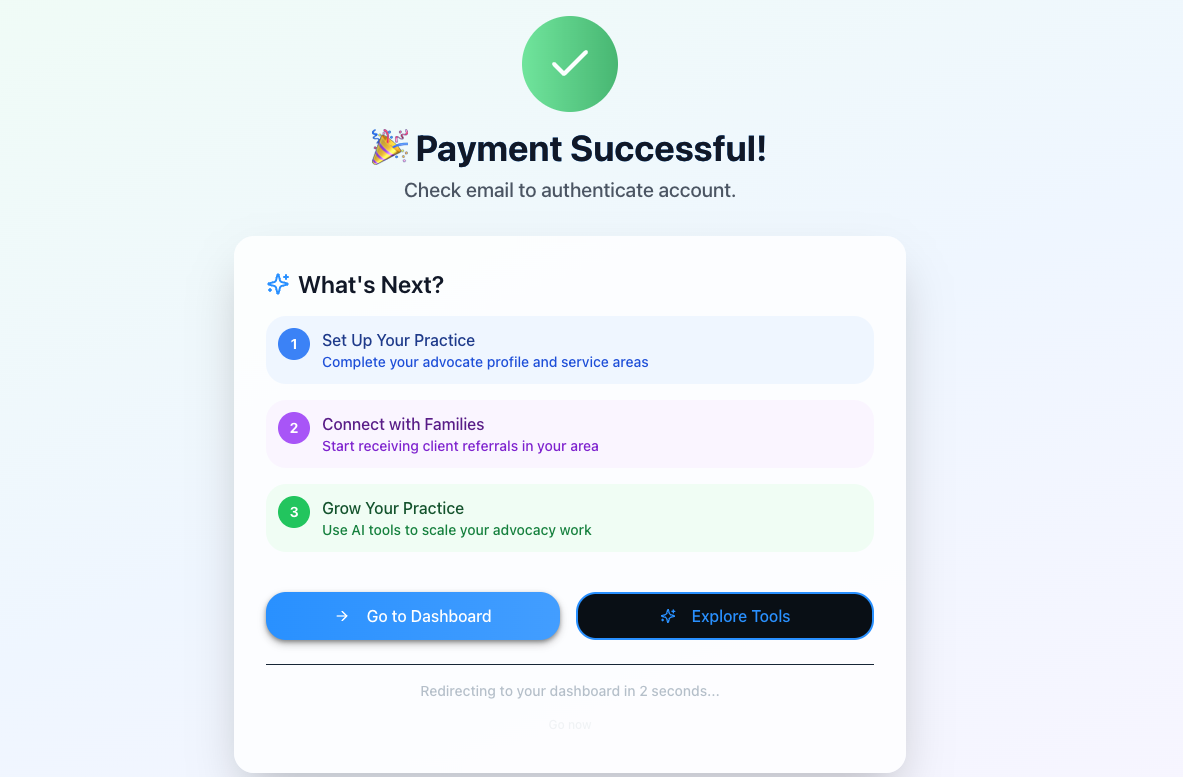 🎉 Payment Successful!
Check email to authenticate account.
What's Next?
1
Set Up Your Practice
Complete your advocate profile and service areas
2
Connect with Families
Start receiving client referrals in your area
3
Grow Your Practice
Use AI tools to scale your advocacy work
Go to Dashboard
Explore Tools
Redirecting to your dashboard in 2 seconds...
Go now